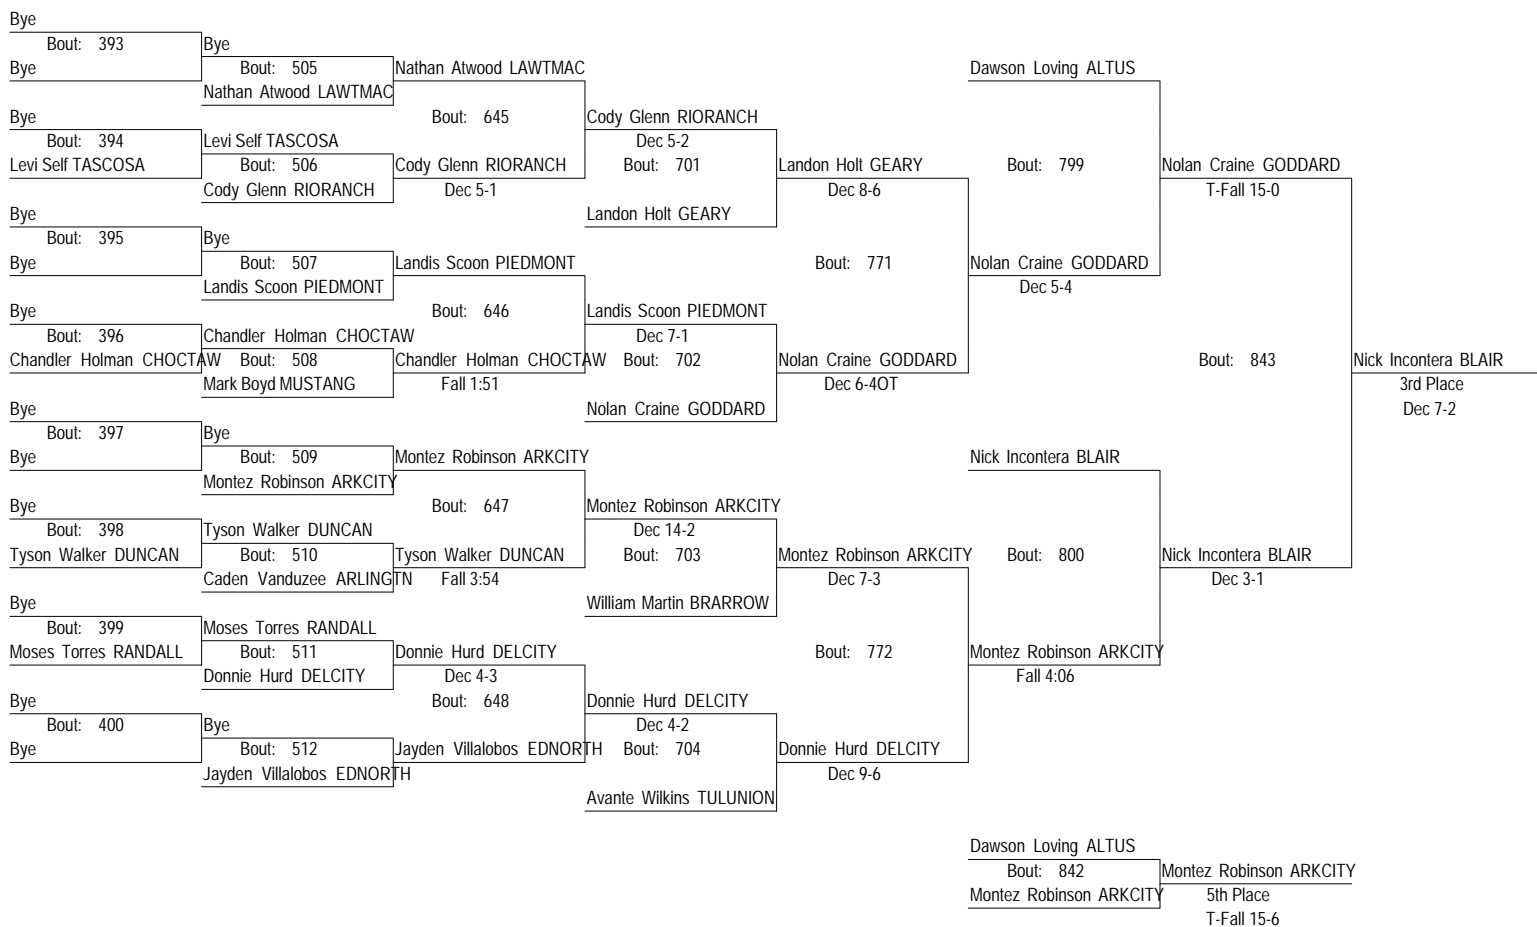 Bye
Bout: 393 Bye
Bye Bout: 505 Nathan Atwood LAWTMAC Dawson Loving ALTUS
Nathan Atwood LAWTMAC
Bye Bout: 645 Cody Glenn RIORANCH
Bout: 394 Levi Self TASCOSA Dec 5-2
Levi Self TASCOSA Bout: 506 Cody Glenn RIORANCH Bout: 701 Landon Holt GEARY Bout: 799 Nolan Craine GODDARD
Cody Glenn RIORANCH Dec 5-1 Dec 8-6 T-Fall 15-0
Bye Landon Holt GEARY
Bout: 395 Bye
Bye Bout: 507 Landis Scoon PIEDMONT Bout: 771 Nolan Craine GODDARD
Landis Scoon PIEDMONT Dec 5-4
Bye Bout: 646 Landis Scoon PIEDMONT
Bout: 396 Chandler Holman CHOCTAW Dec 7-1
Chandler Holman CHOCTAW Bout: 508 Chandler Holman CHOCTAW Bout: 702 Nolan Craine GODDARD Bout: 843 Nick Incontera BLAIR
Mark Boyd MUSTANG Fall 1:51 Dec 6-4OT 3rd Place
Bye Nolan Craine GODDARD Dec 7-2
Bout: 397 Bye
Bye Bout: 509 Montez Robinson ARKCITY Nick Incontera BLAIR
Montez Robinson ARKCITY
Bye Bout: 647 Montez Robinson ARKCITY
Bout: 398 Tyson Walker DUNCAN Dec 14-2
Tyson Walker DUNCAN Bout: 510 Tyson Walker DUNCAN Bout: 703 Montez Robinson ARKCITY Bout: 800 Nick Incontera BLAIR
Caden Vanduzee ARLINGTN Fall 3:54 Dec 7-3 Dec 3-1
Bye William Martin BRARROW
Bout: 399 Moses Torres RANDALL
Moses Torres RANDALL Bout: 511 Donnie Hurd DELCITY Bout: 772 Montez Robinson ARKCITY
Donnie Hurd DELCITY Dec 4-3 Fall 4:06
Bye Bout: 648 Donnie Hurd DELCITY
Bout: 400 Bye Dec 4-2
Bye Bout: 512 Jayden Villalobos EDNORTH Bout: 704 Donnie Hurd DELCITY
Jayden Villalobos EDNORTH Dec 9-6
Avante Wilkins TULUNION
Dawson Loving ALTUS
Bout: 842 Montez Robinson ARKCITY
Montez Robinson ARKCITY 5th Place
T-Fall 15-6